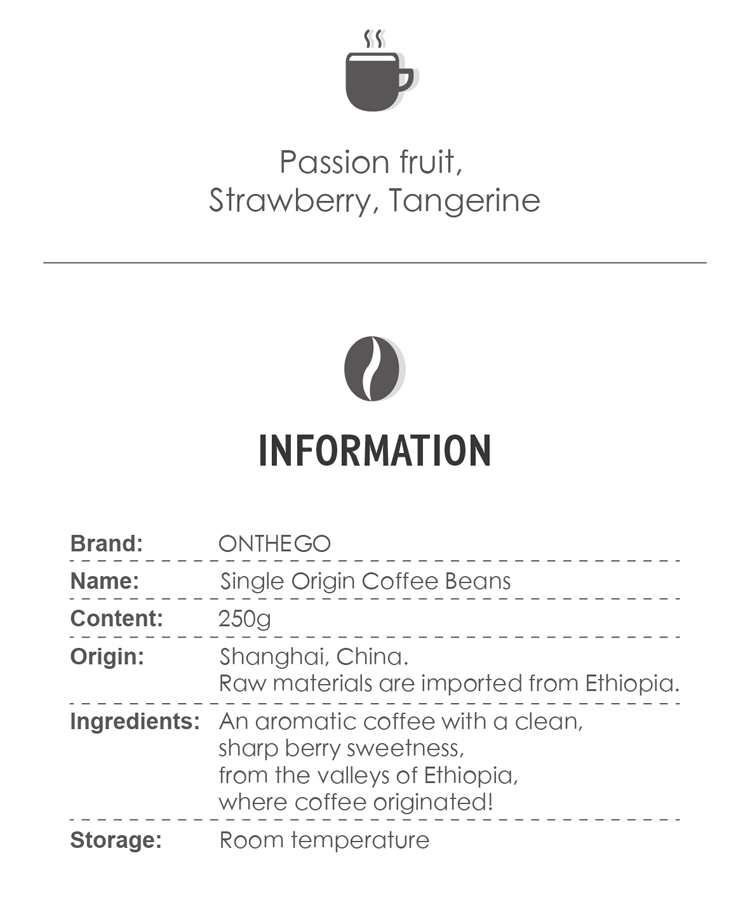 Passion fruit,
Strawberry, Tangerine
INFORMATION
Brand: ONTHEGO
Name: Single Origin Coffee Beans
Content: 250g
Origin: Shanghai, China.
Raw materials are imported from Ethiopia.
Ingredients: An aromatic coffee with a clean,
sharp berry sweetness,
from the valleys of Ethiopia,
where coffee originated!
Storage: Room temperature